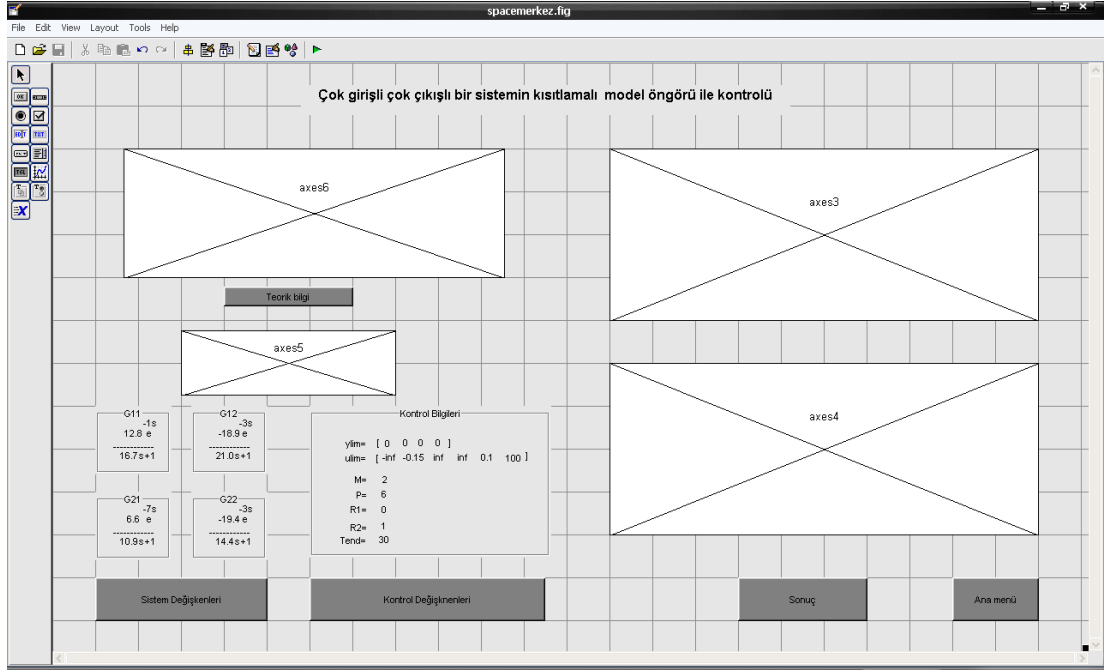 spacemerkez.fig
File Edit View Layout Tools Help
OK
EDIT TXT
TGL
Çok girişli çok çıkışlı bir sistemin kısıtlamalı model öngörü ile kontrolü
axes6
axes3
Teorik bilgi
axes5
axes4
G11
-1s
12.8 e
------------
16.7s+1
G12
-3s
-18.9 e
------------
21.0s+1
G21
-7s
6.6 e
------------
10.9s+1
G22
-3s
-19.4 e
------------
14.4s+1
Kontrol Bilgileri
ylim= [ 0 0 0 0 ]
ulim= [ -inf -0.15 inf inf 0.1 100 ]
M= 2
P= 6
R1= 0
R2= 1
Tend= 30
Sistem Değişkenleri
Kontrol Değişknenleri
Sonuç
Ana menü